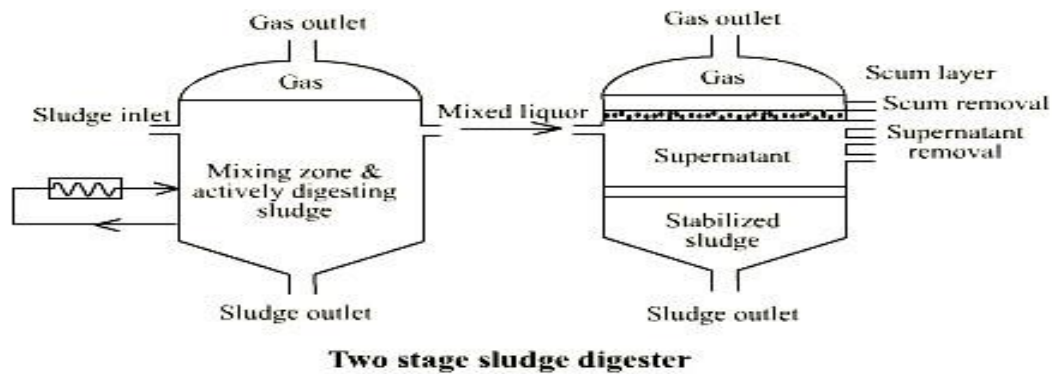 Gas outlet
Gas
Sludge inlet
Mixing zone &
actively digesting
sludge
Sludge outlet
Mixed liquor
Gas outlet
Gas
Scum layer
Scum removal
Supernatant
removal
Supernatant
Stabilized
sludge
Sludge outlet
Two stage sludge digester